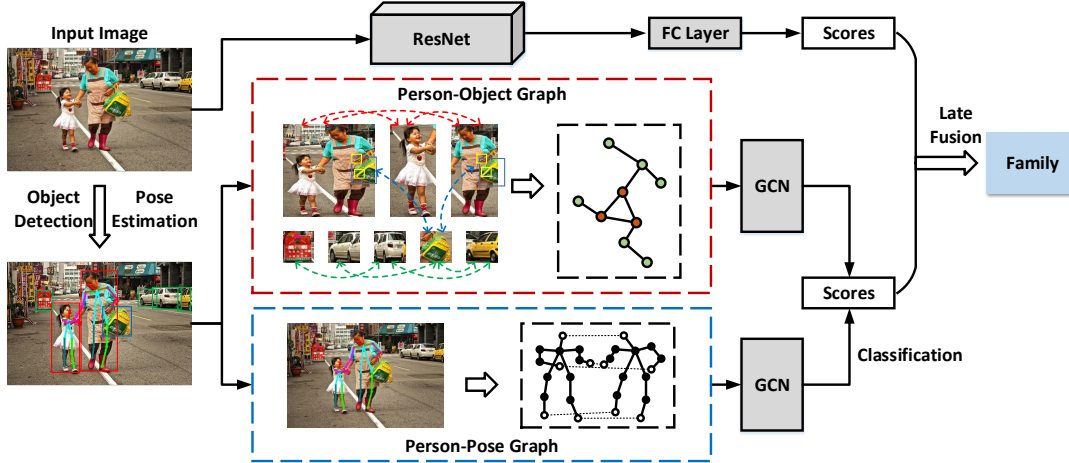 Input Image
ResNet
FC Layer
Scores
Person-Object Graph
Late
Fusion
Family
GCN
Object
Detection
Pose
Estimation
Scores
Classification
GCN
Person-Pose Graph